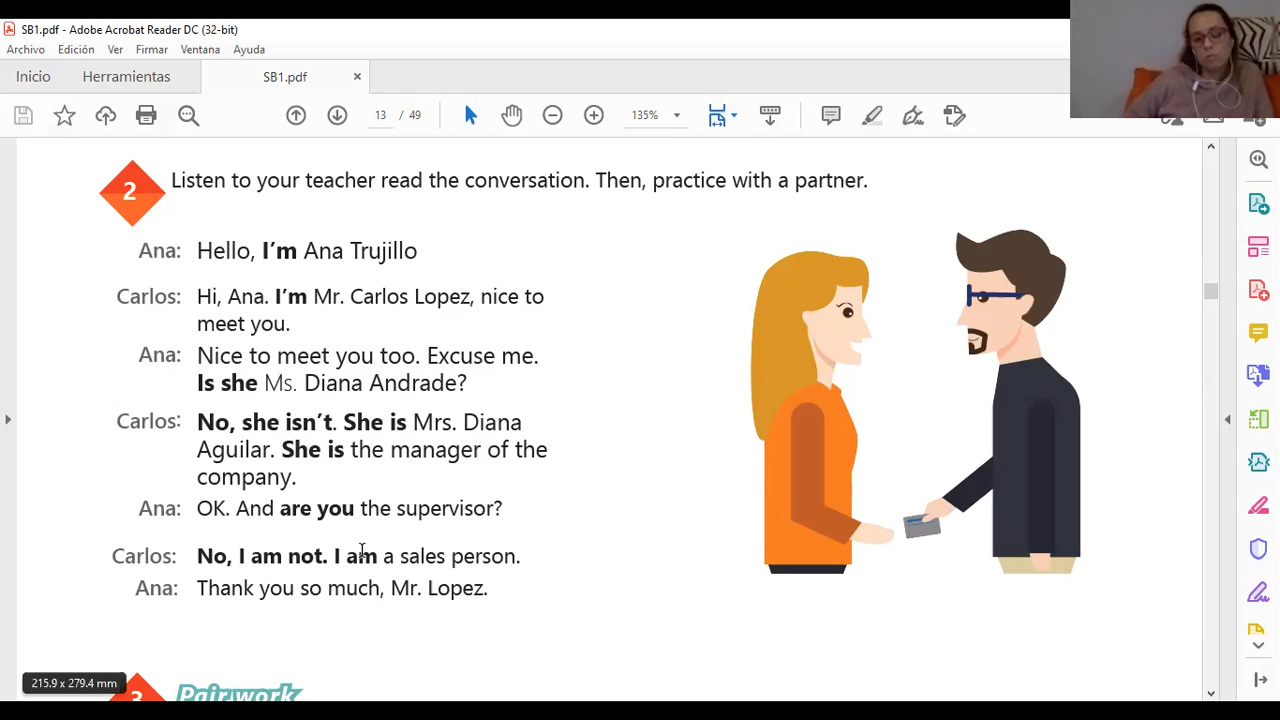 SB1.pdf - Adobe Acrobat Reader DC (32-bit)
Archivo Edición Ver Firmar Ventana Ayuda
Inicio Herramientas SB1.pdf ×
13 / 49 135%
2 Listen to your teacher read the conversation. Then, practice with a partner.
Ana: Hello, I'm Ana Trujillo
Carlos: Hi, Ana. I'm Mr. Carlos Lopez, nice to
meet you.
Ana: Nice to meet you too. Excuse me.
Is she Ms. Diana Andrade?
Carlos: No, she isn't. She is Mrs. Diana
Aguilar. She is the manager of the
company.
Ana: OK. And are you the supervisor?
Carlos: No, I am not. I am a sales person.
Ana: Thank you so much, Mr. Lopez.
215.9 x 279.4 mm
3 Pair work